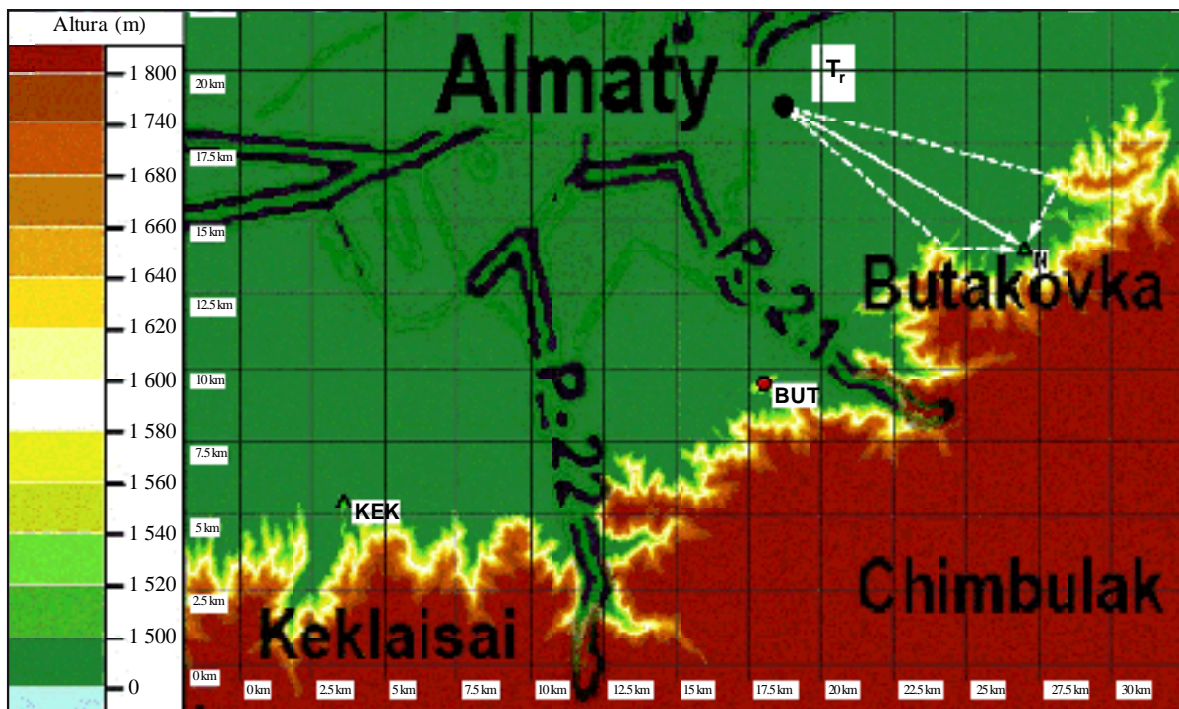 Altura (m)
1 800
1 740
1 680
1 660
1 640
1 620
1 600
1 580
1 560
1 540
1 520
1 500
0
Almaty
Tr
20 km
17.5 km
15 km
12.5 km
10 km
7.5 km
5 km
2.5 km
0 km
P-21
N
Butakovka
BUT
P-22
KEK
Chimbulak
Keklaisai
0 km
2.5 km
5 km
7.5 km
10 km
12.5 km
15 km
17.5 km
20 km
22.5 km
25 km
27.5 km
30 km